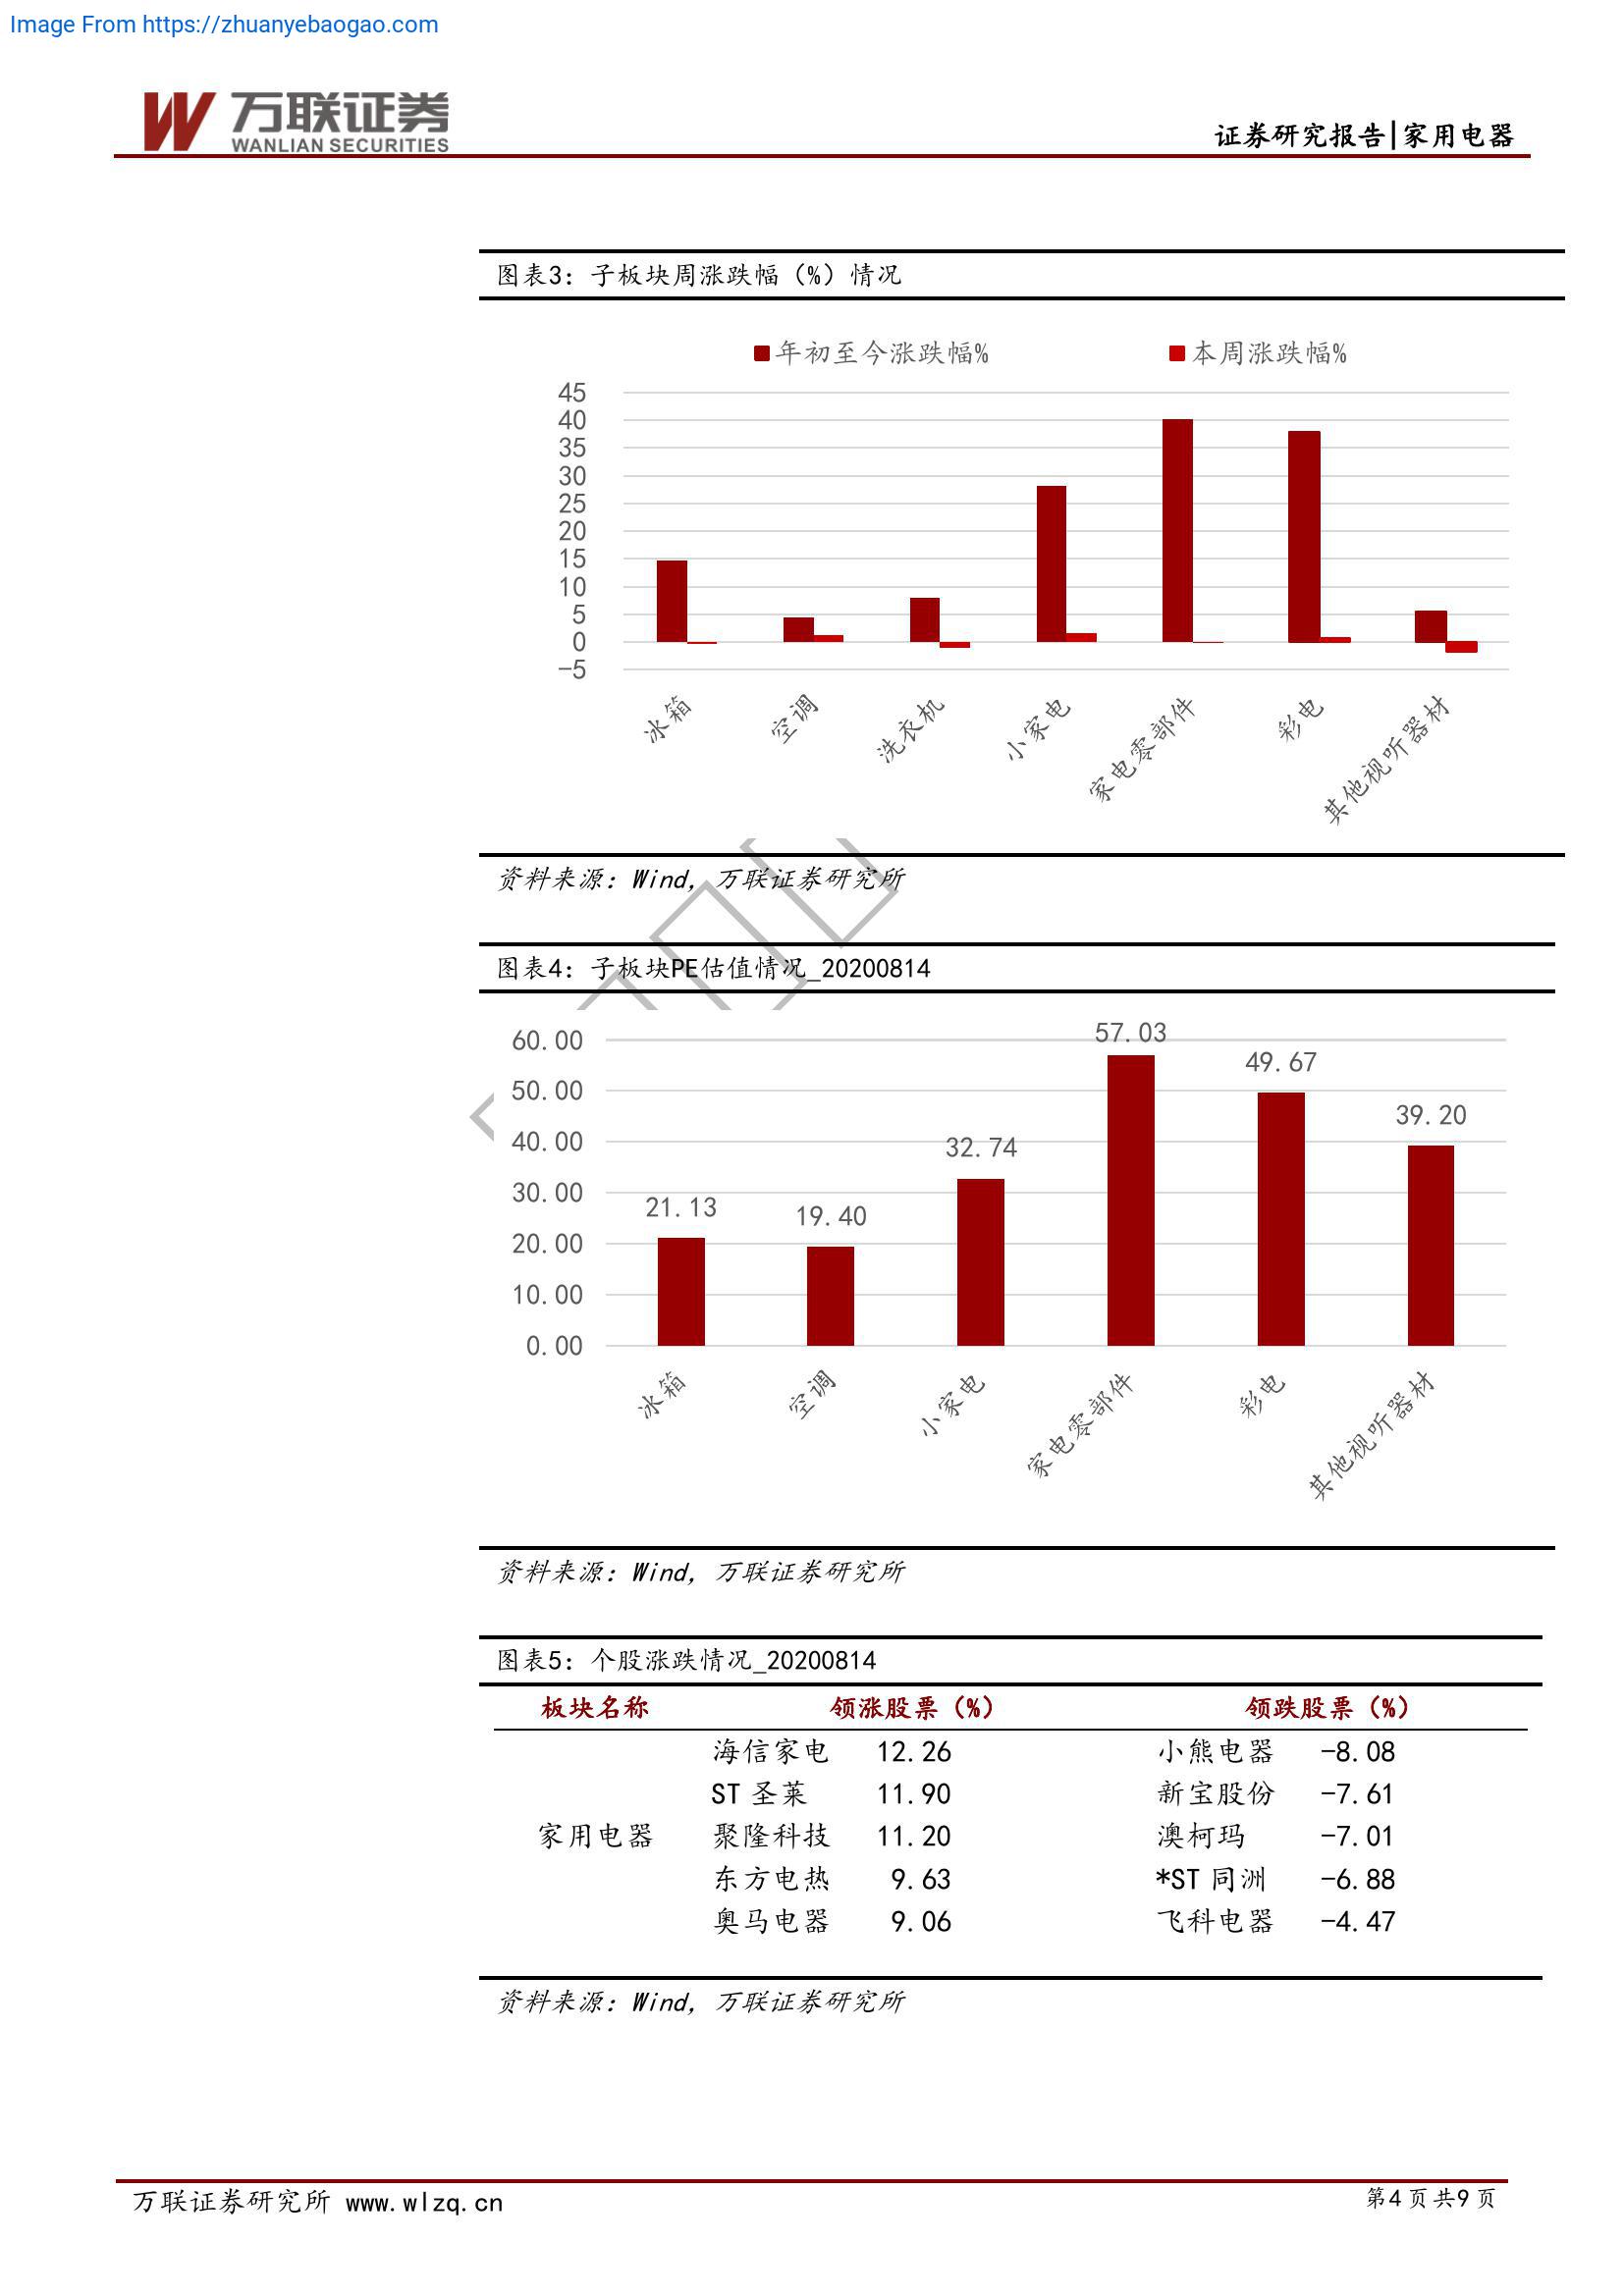 Image From https://zhuanyebaogao.com
万联证券
WANLIAN SECURITIES
证券研究报告|家用电器
图表3：子板块周涨跌幅（%）情况
年初至今涨跌幅% 本周涨跌幅%
45
40
35
30
25
20
15
10
5
0
-5
冰箱 空调 洗衣机 小家电 家电零部件 彩电 其他视听器材
资料来源：Wind，万联证券研究所
图表4：子板块PE估值情况_20200814
60.00
50.00
40.00
30.00
20.00
10.00
0.00
21.13 19.40 32.74 57.03 49.67 39.20
冰箱 空调 小家电 家电零部件 彩电 其他视听器材
资料来源：Wind，万联证券研究所
图表5：个股涨跌情况_20200814
板块名称 领涨股票（%） 领跌股票（%）
海信家电 12.26 小熊电器 -8.08
ST 圣莱 11.90 新宝股份 -7.61
家用电器 聚隆科技 11.20 澳柯玛 -7.01
东方电热 9.63 *ST 同洲 -6.88
奥马电器 9.06 飞科电器 -4.47
资料来源：Wind，万联证券研究所
万联证券研究所 www.wlzq.cn 第4页共9页